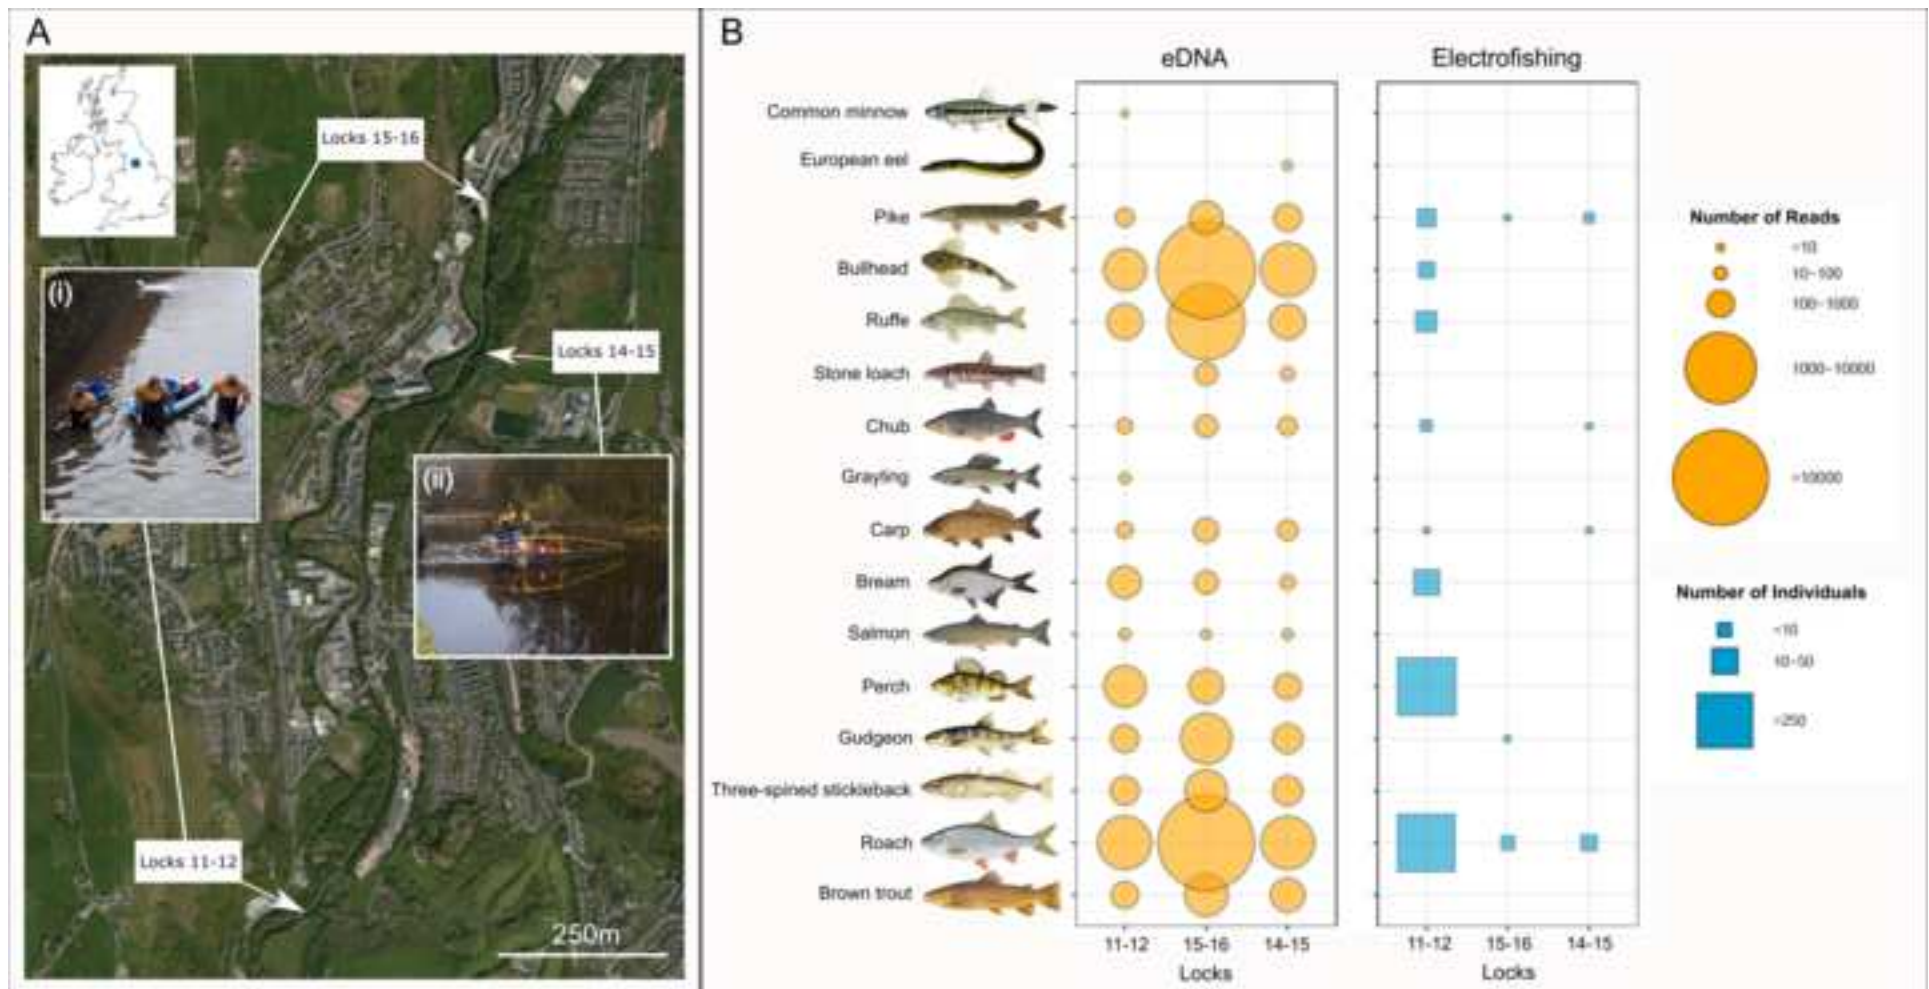 A
Locks 15-16
(i)
Locks 14-15
(ii)
Locks 11-12
250m
B
eDNA
Electrofishing
Common minnow
European eel
Pike
Bullhead
Ruffe
Stone loach
Chub
Grayling
Carp
Bream
Salmon
Perch
Gudgeon
Three-spined stickleback
Roach
Brown trout
11-12 15-16 14-15
Locks
11-12 15-16 14-15
Locks
Number of Reads
<10
10-100
100-1000
1000-10000
>10000
Number of Individuals
<10
10-50
>250